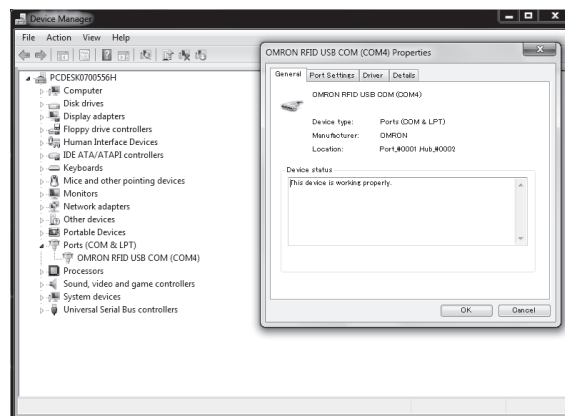 Device Manager
File Action View Help
PCDESK0700556H
Computer
Disk drives
Display adapters
Floppy drive controllers
Human Interface Devices
IDE ATA/ATAPI controllers
Keyboards
Mice and other pointing devices
Monitors
Network adapters
Other devices
Portable Devices
Ports (COM & LPT)
OMRON RFID USB COM (COM4)
Processors
Sound, video and game controllers
System devices
Universal Serial Bus controllers
OMRON RFID USB COM (COM4) Properties
General Port Settings Driver Details
OMRON RFID USB COM (COM4)
Device type: Ports (COM & LPT)
Manufacturer: OMRON
Location: Port_#0001.Hub_#0002
Device status
This device is working properly.
OK Cancel